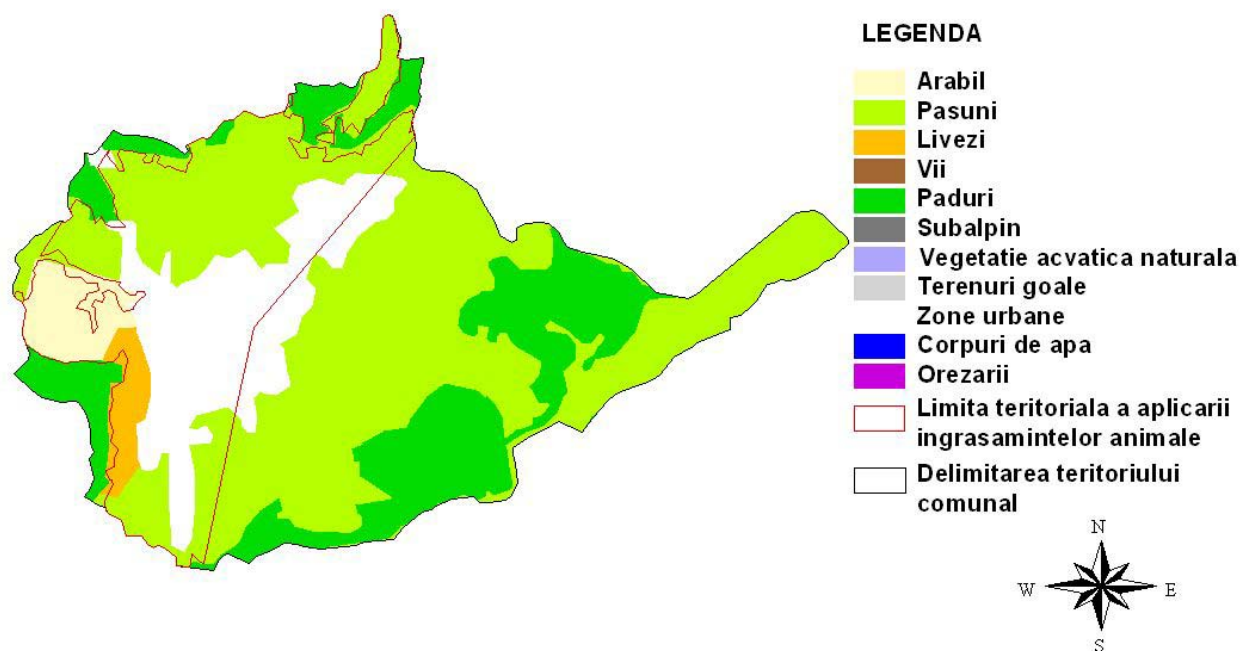 LEGENDA
Arabil
Pasuni
Livezi
Vii
Paduri
Subalpin
Vegetatie acvatica naturala
Terenuri goale
Zone urbane
Corpuri de apa
Orezarii
Limita teritoriala a aplicarii
ingrasamintelor animale
Delimitarea teritoriului
comunal
N
W
E
S